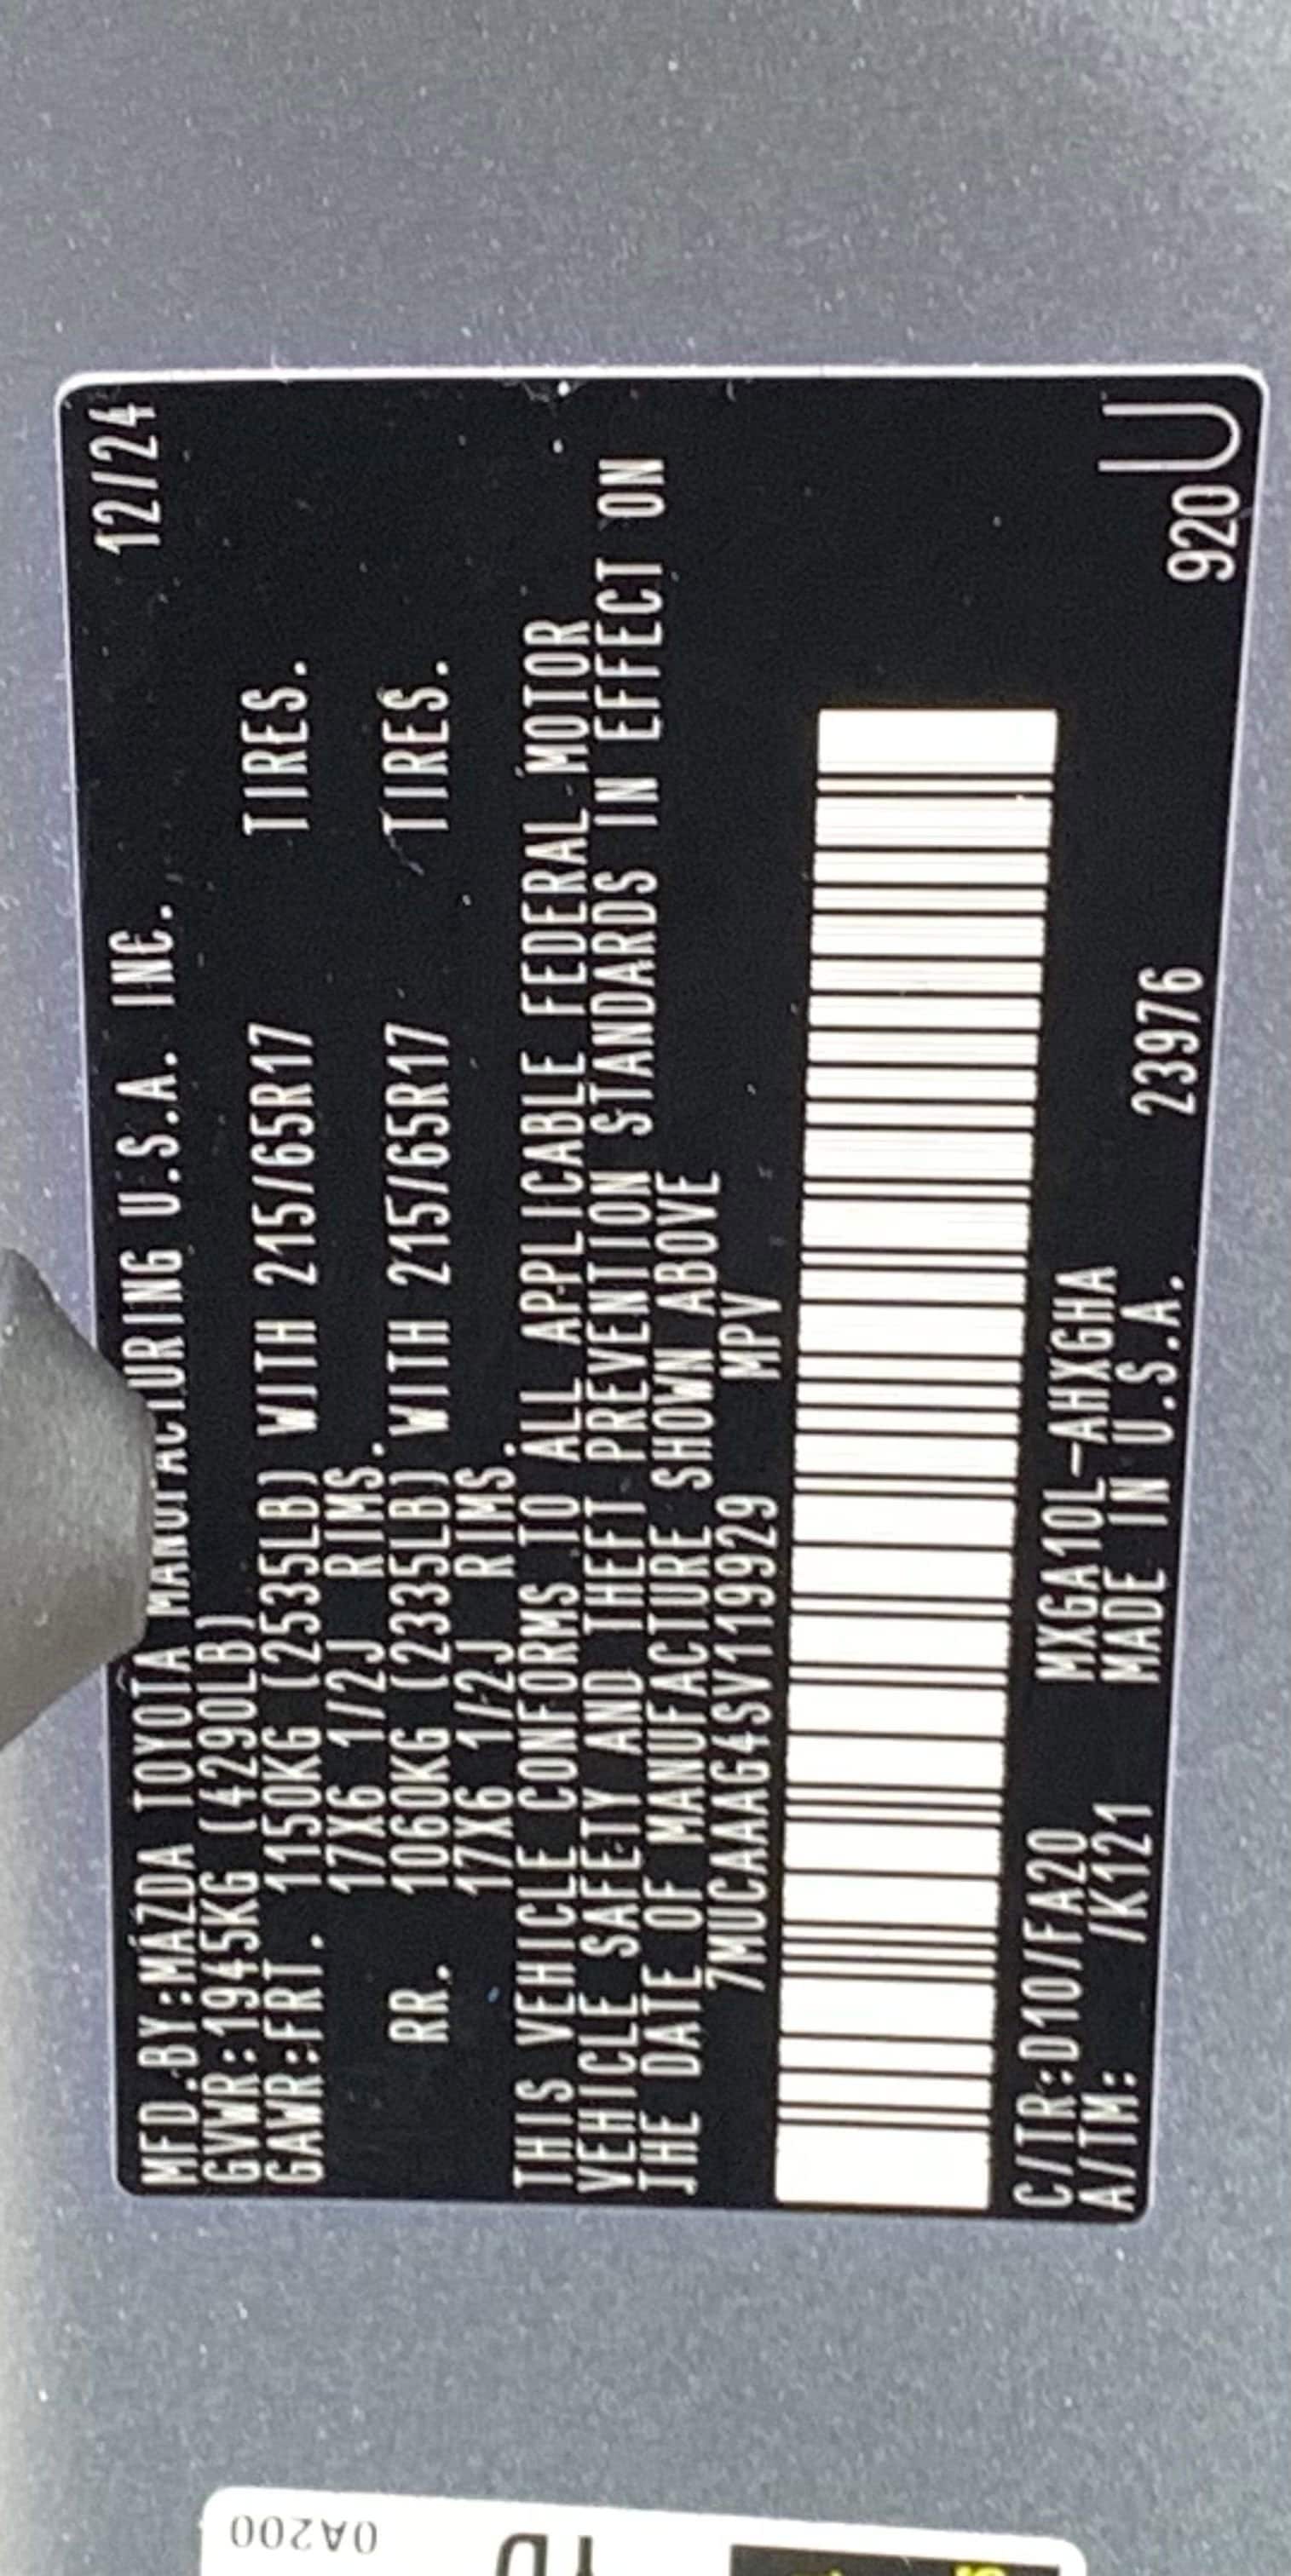 MFD.BY:MAZDA TOYOTA MANUFACTURING U.S.A. INC. 12/24
GVWR:1945KG (4290LB)
GAWR:FRT. 1150KG (2535LB) WITH 215/65R17 TIRES.
17X6 1/2J RIMS.
RR. 1060KG (2335LB) WITH 215/65R17 TIRES.
17X6 1/2J RIMS.
THIS VEHICLE CONFORMS TO ALL APPLICABLE FEDERAL MOTOR
VEHICLE SAFETY AND THEFT PREVENTION STANDARDS IN EFFECT ON
THE DATE OF MANUFACTURE SHOWN ABOVE
7MUCAAAG4SV119929 MPV
C/TR:D10/FA20 MXGA10L-AHXGHA
A/TM: /K121 MADE IN U.S.A. 23976 920U
0A200